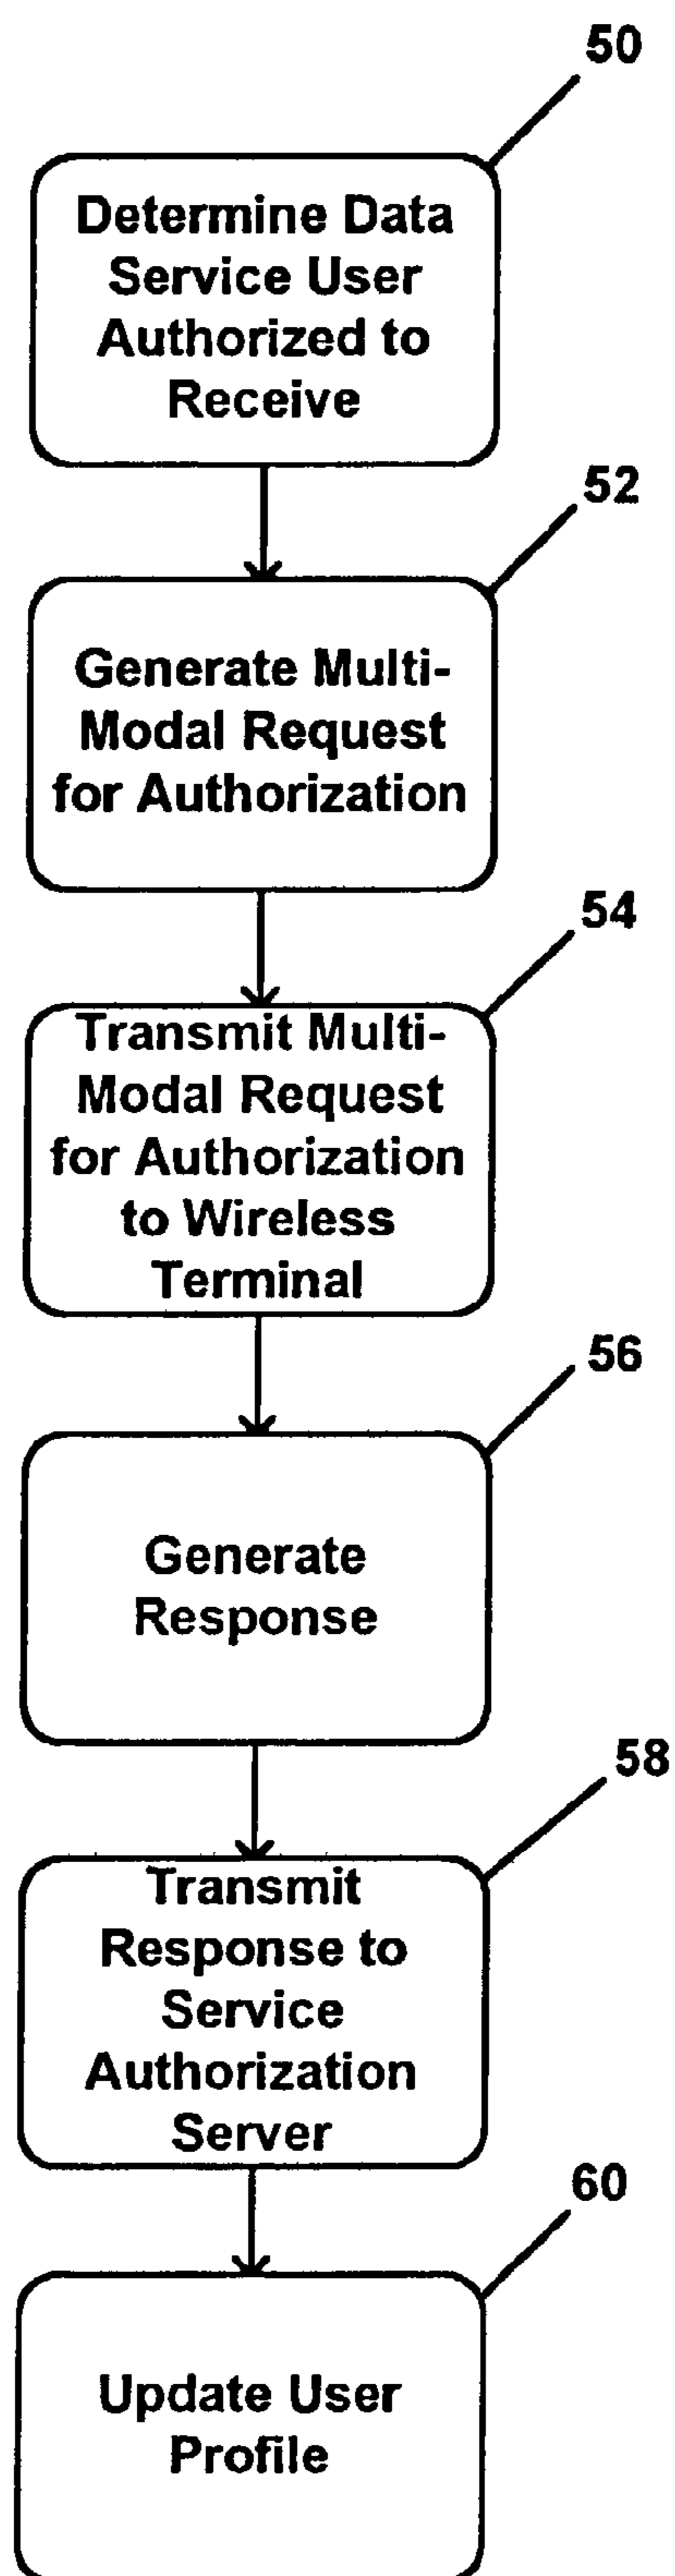 50
Determine Data
Service User
Authorized to
Receive
52
Generate Multi-
Modal Request
for Authorization
54
Transmit Multi-
Modal Request
for Authorization
to Wireless
Terminal
56
Generate
Response
58
Transmit
Response to
Service
Authorization
Server
60
Update User
Profile